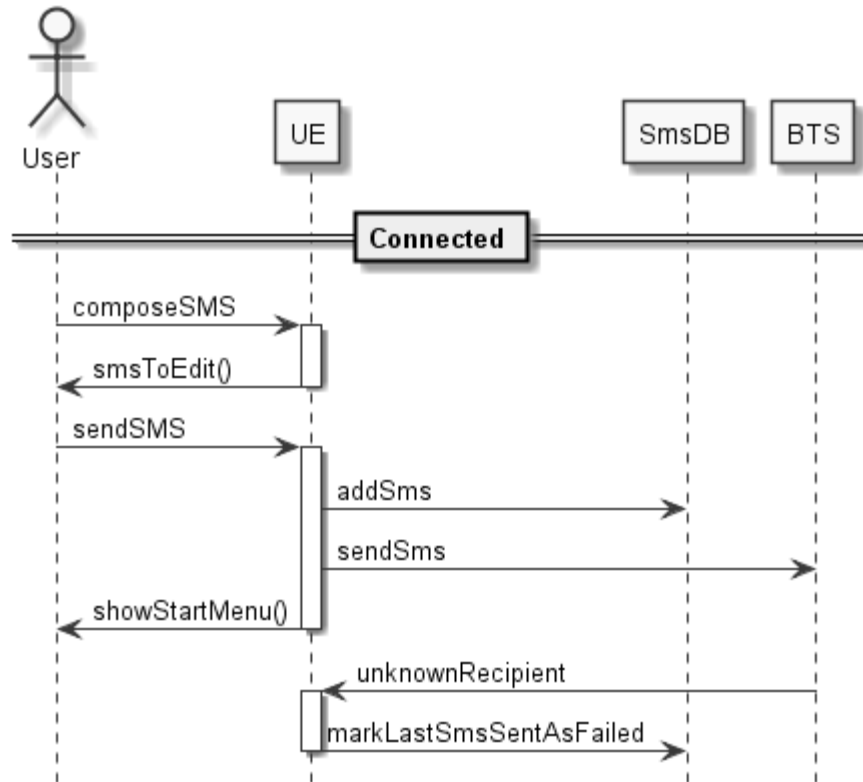 User
UE
SmsDB
BTS
Connected
composeSMS
smsToEdit()
sendSMS
addSms
sendSms
showStartMenu()
unknownRecipient
markLastSmsSentAsFailed